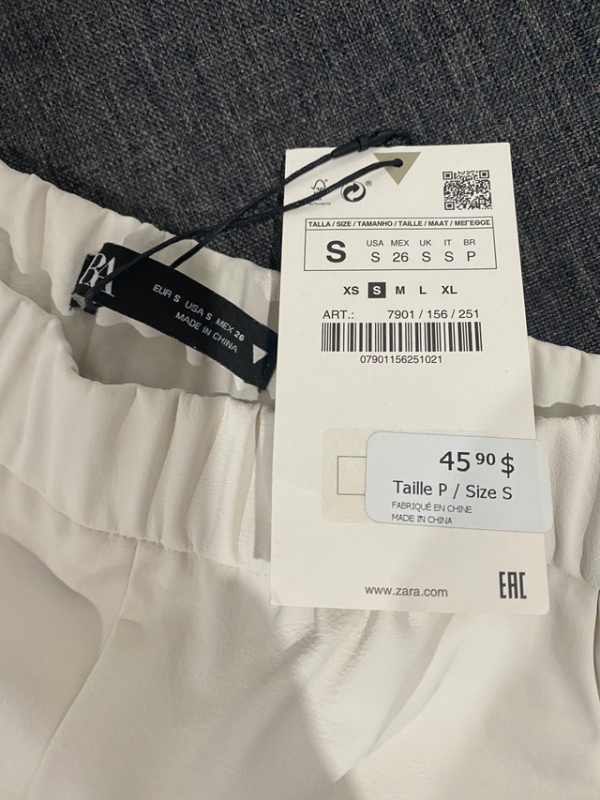 ZARA
EUR S USA S MEX 26
MADE IN CHINA
TALLA / SIZE / TAMANHO / TAILLE / MAAT / ΜΕΓΕΘΟΣ
S
USA MEX UK IT BR
S 26 S S P
XS S M L XL
ART.: 7901 / 156 / 251
07901156251021
45 90 $
Taille P / Size S
FABRIQUÉ EN CHINE
MADE IN CHINA
www.zara.com
EAC